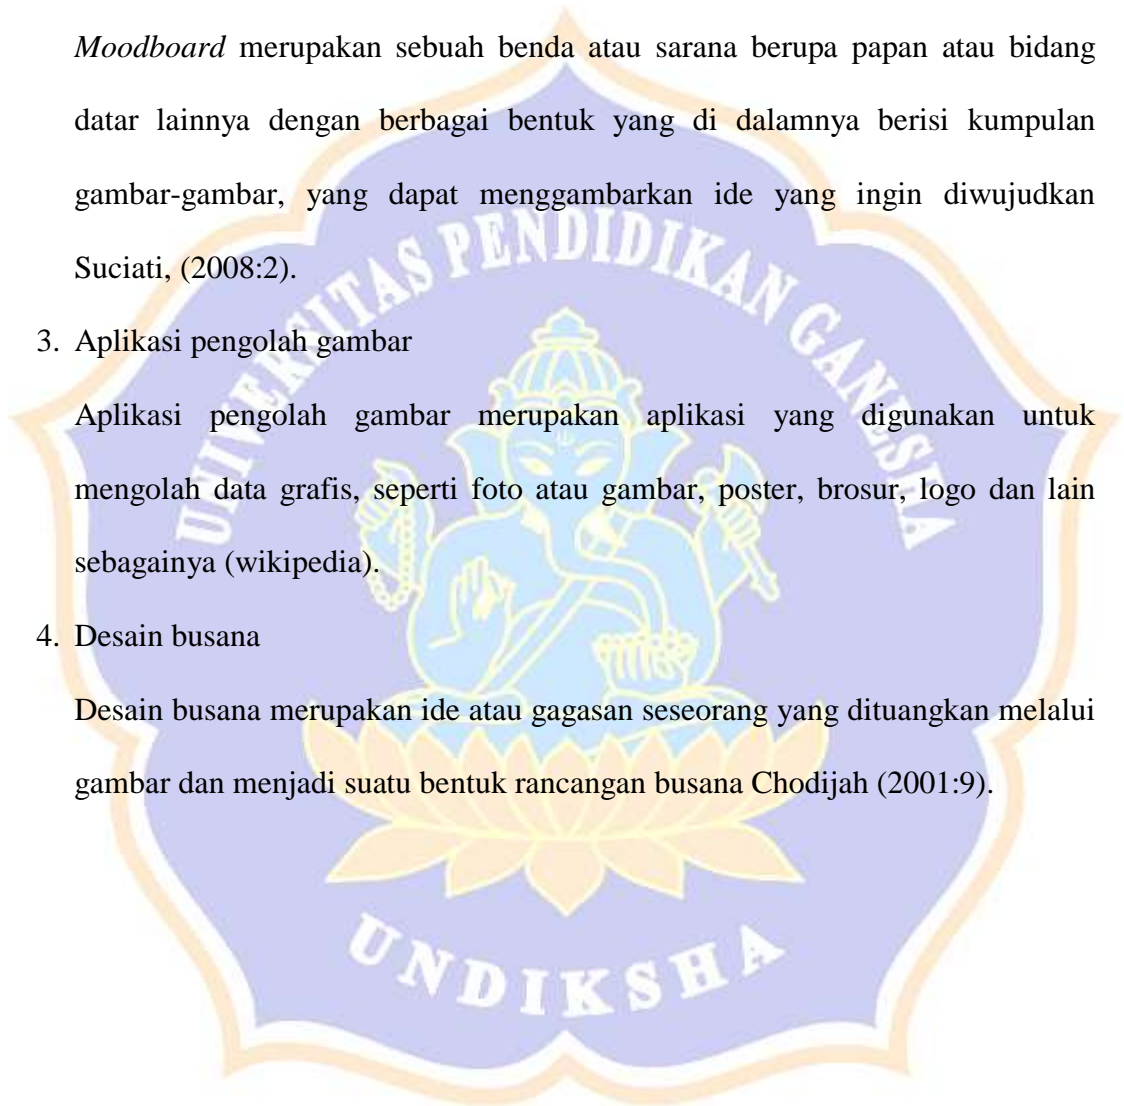 Moodboard merupakan sebuah benda atau sarana berupa papan atau bidang
datar lainnya dengan berbagai bentuk yang di dalamnya berisi kumpulan
gambar-gambar, yang dapat menggambarkan ide yang ingin diwujudkan
Suciati, (2008:2).
3. Aplikasi pengolah gambar
Aplikasi pengolah gambar merupakan aplikasi yang digunakan untuk
mengolah data grafis, seperti foto atau gambar, poster, brosur, logo dan lain
sebagainya (wikipedia).
4. Desain busana
Desain busana merupakan ide atau gagasan seseorang yang dituangkan melalui
gambar dan menjadi suatu bentuk rancangan busana Chodijah (2001:9).
UNIVERSITAS PENDIDIKAN GANESHA
UNDIKSHA